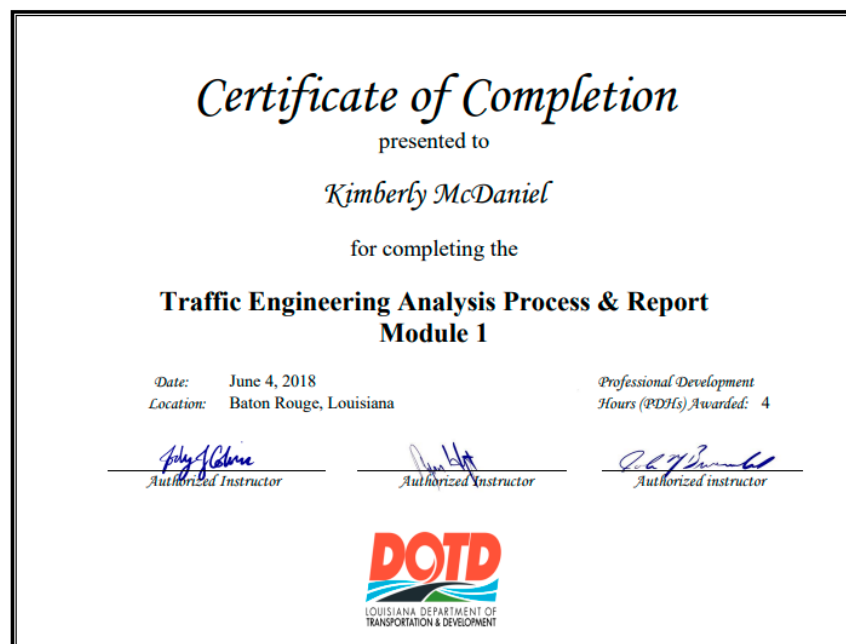 Certificate of Completion
presented to
Kimberly McDaniel
for completing the
Traffic Engineering Analysis Process & Report
Module 1
Date: June 4, 2018
Location: Baton Rouge, Louisiana
Professional Development
Hours (PDHs) Awarded: 4
Authorized Instructor
Authorized Instructor
Authorized instructor
DOTD
LOUISIANA DEPARTMENT OF
TRANSPORTATION & DEVELOPMENT